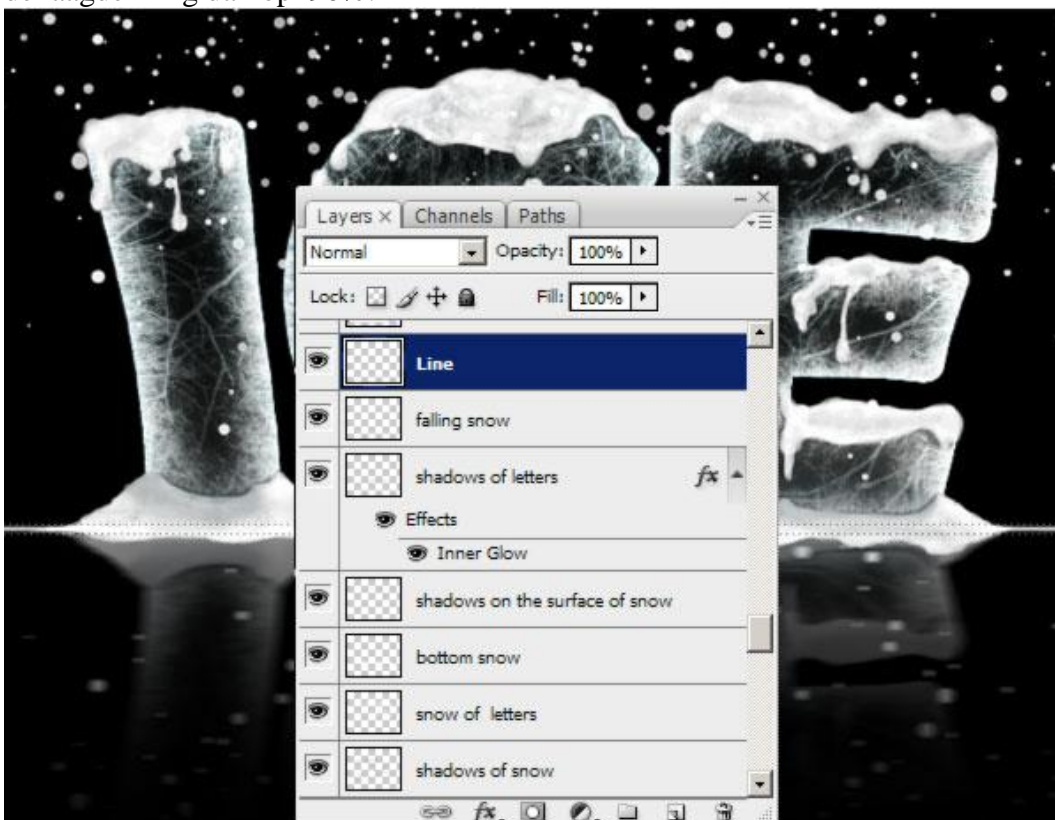 Layers × Channels Paths
Normal Opacity: 100%
Lock: Fill: 100%
Line
falling snow
shadows of letters fx
Effects
Inner Glow
shadows on the surface of snow
bottom snow
snow of letters
shadows of snow
fx.